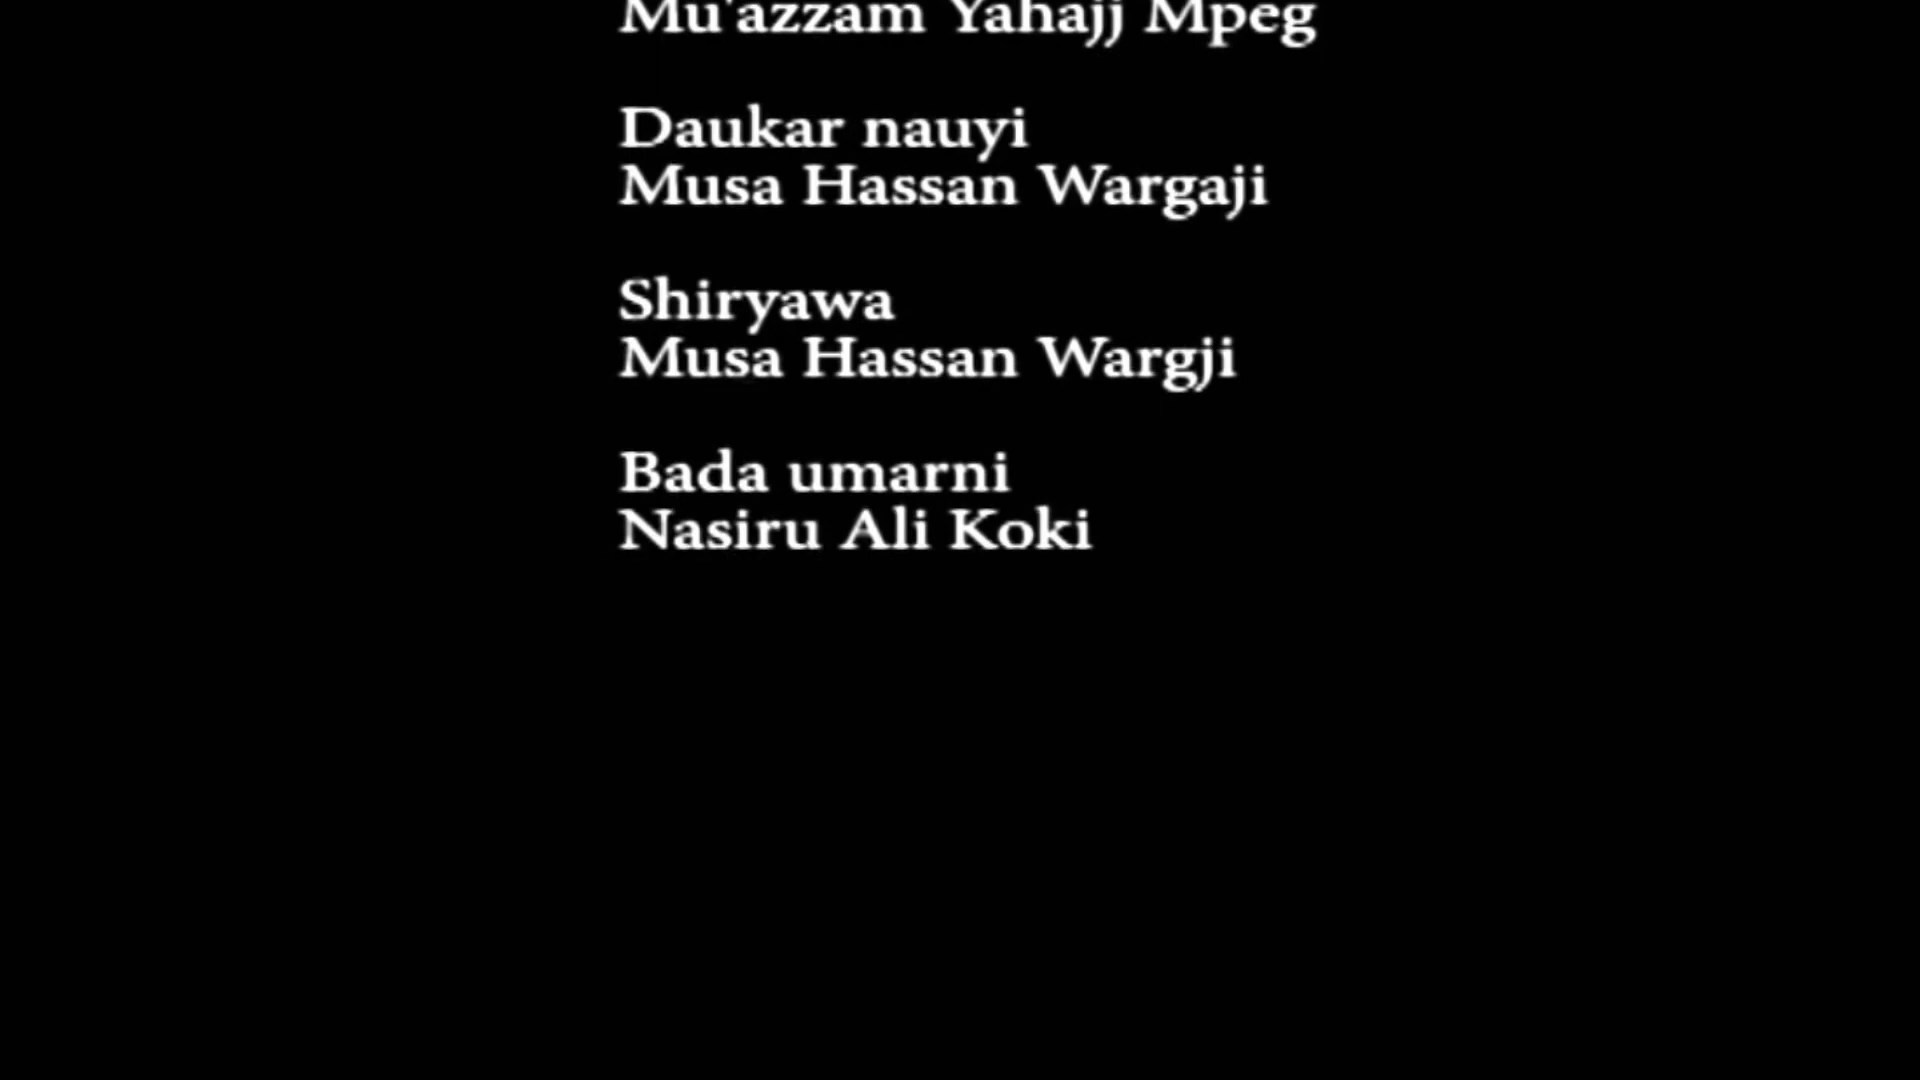 Mu'azzam Yahajj Mpeg
Daukar nauyi
Musa Hassan Wargaji
Shiryawa
Musa Hassan Wargji
Bada umarni
Nasiru Ali Koki